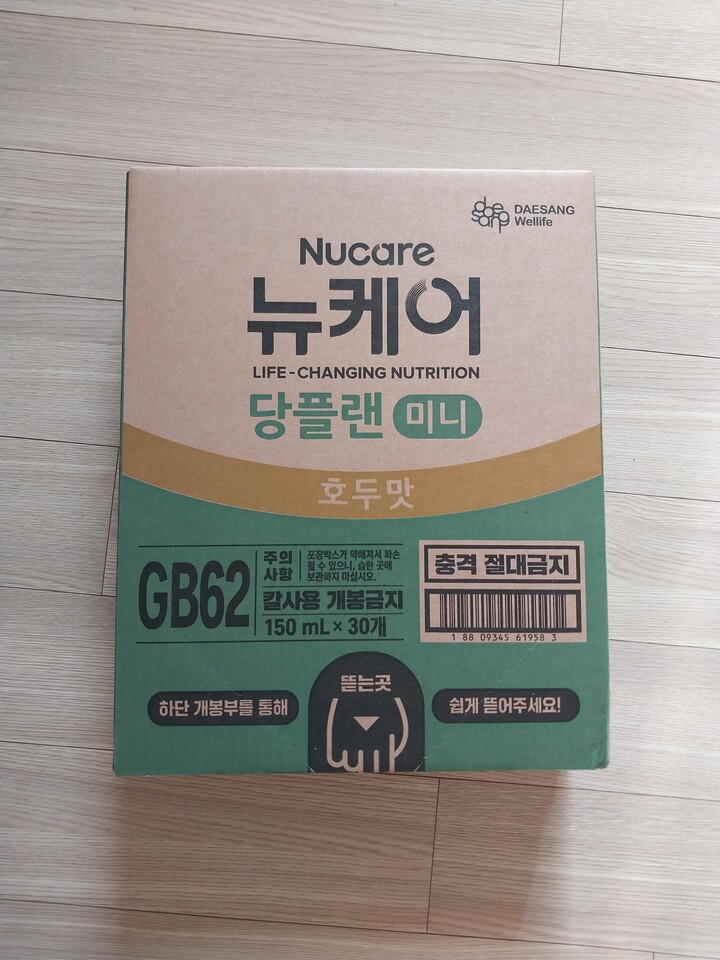 daesang
DAESANG
Wellife
Nucare
뉴케어
LIFE-CHANGING NUTRITION
당플랜 미니
호두맛
GB62
주의
사항
포장박스가 약해져서 파손
될 수 있으니, 습한 곳에
보관하지 마십시오.
칼사용 개봉금지
150 mL × 30개
충격 절대금지
1 88 09345 61958 3
뜯는곳
하단 개봉부를 통해
쉽게 뜯어주세요!